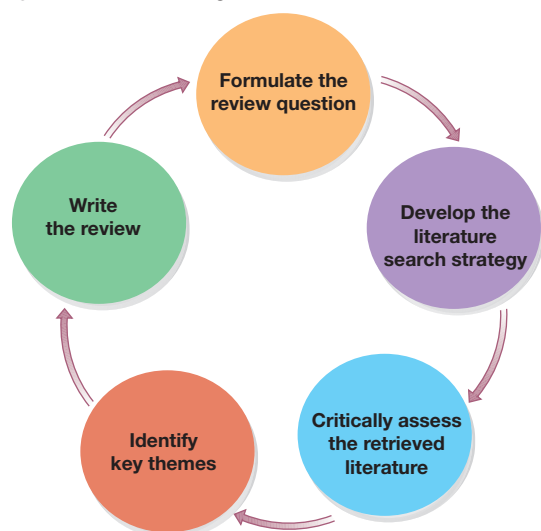 Formulate the
review question
Develop the
literature
search strategy
Critically assess
the retrieved
literature
Identify
key themes
Write
the review